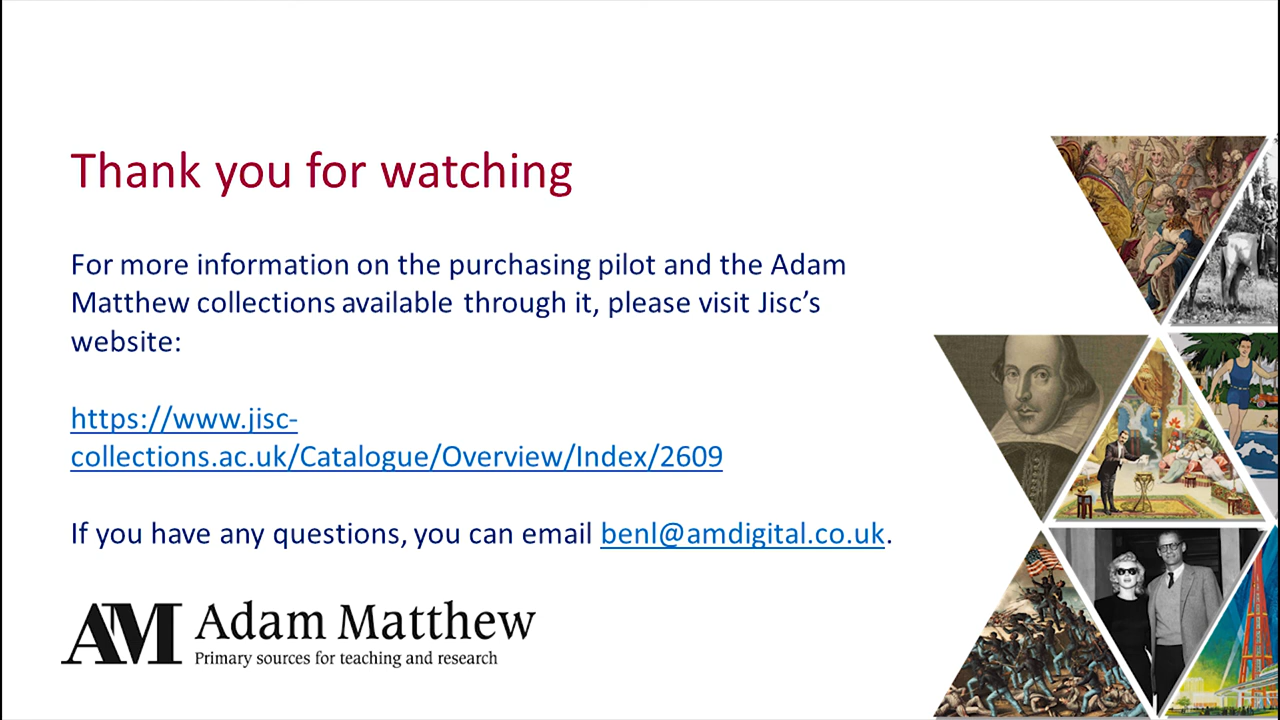 Thank you for watching
For more information on the purchasing pilot and the Adam
Matthew collections available through it, please visit Jisc’s
website:
https://www.jisc-
collections.ac.uk/Catalogue/Overview/Index/2609
If you have any questions, you can email benl@amdigital.co.uk.
AM Adam Matthew
Primary sources for teaching and research